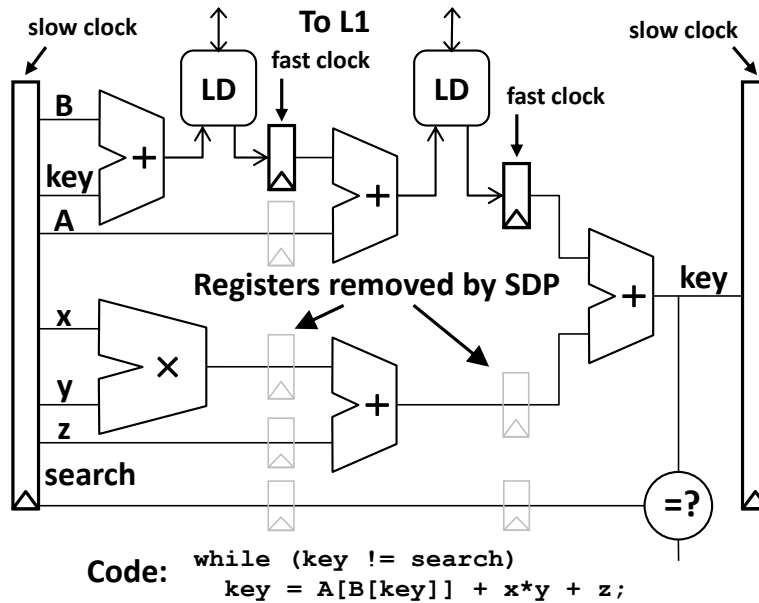 slow clock
To L1
slow clock
fast clock
LD
LD
fast clock
B
+
key
+
A
Registers removed by SDP
key
+
x
×
y
+
z
search
=?
Code: while (key != search)
key = A[B[key]] + x*y + z;